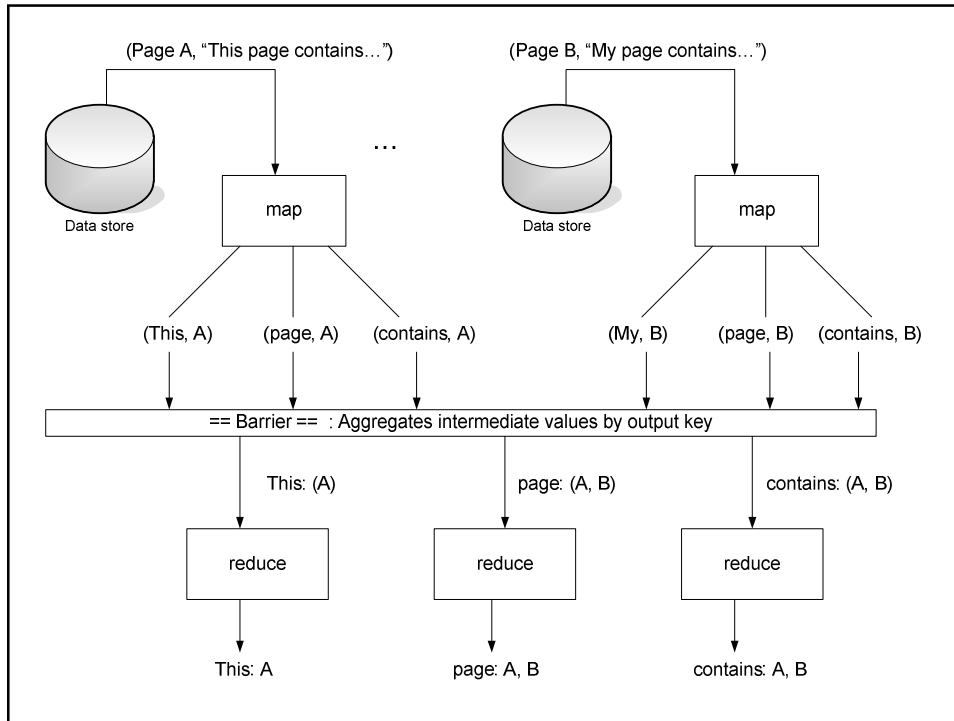 (Page A, “This page contains…”)
(Page B, “My page contains…”)
…
Data store
map
Data store
map
(This, A)
(page, A)
(contains, A)
(My, B)
(page, B)
(contains, B)
== Barrier == : Aggregates intermediate values by output key
This: (A)
page: (A, B)
contains: (A, B)
reduce
reduce
reduce
This: A
page: A, B
contains: A, B